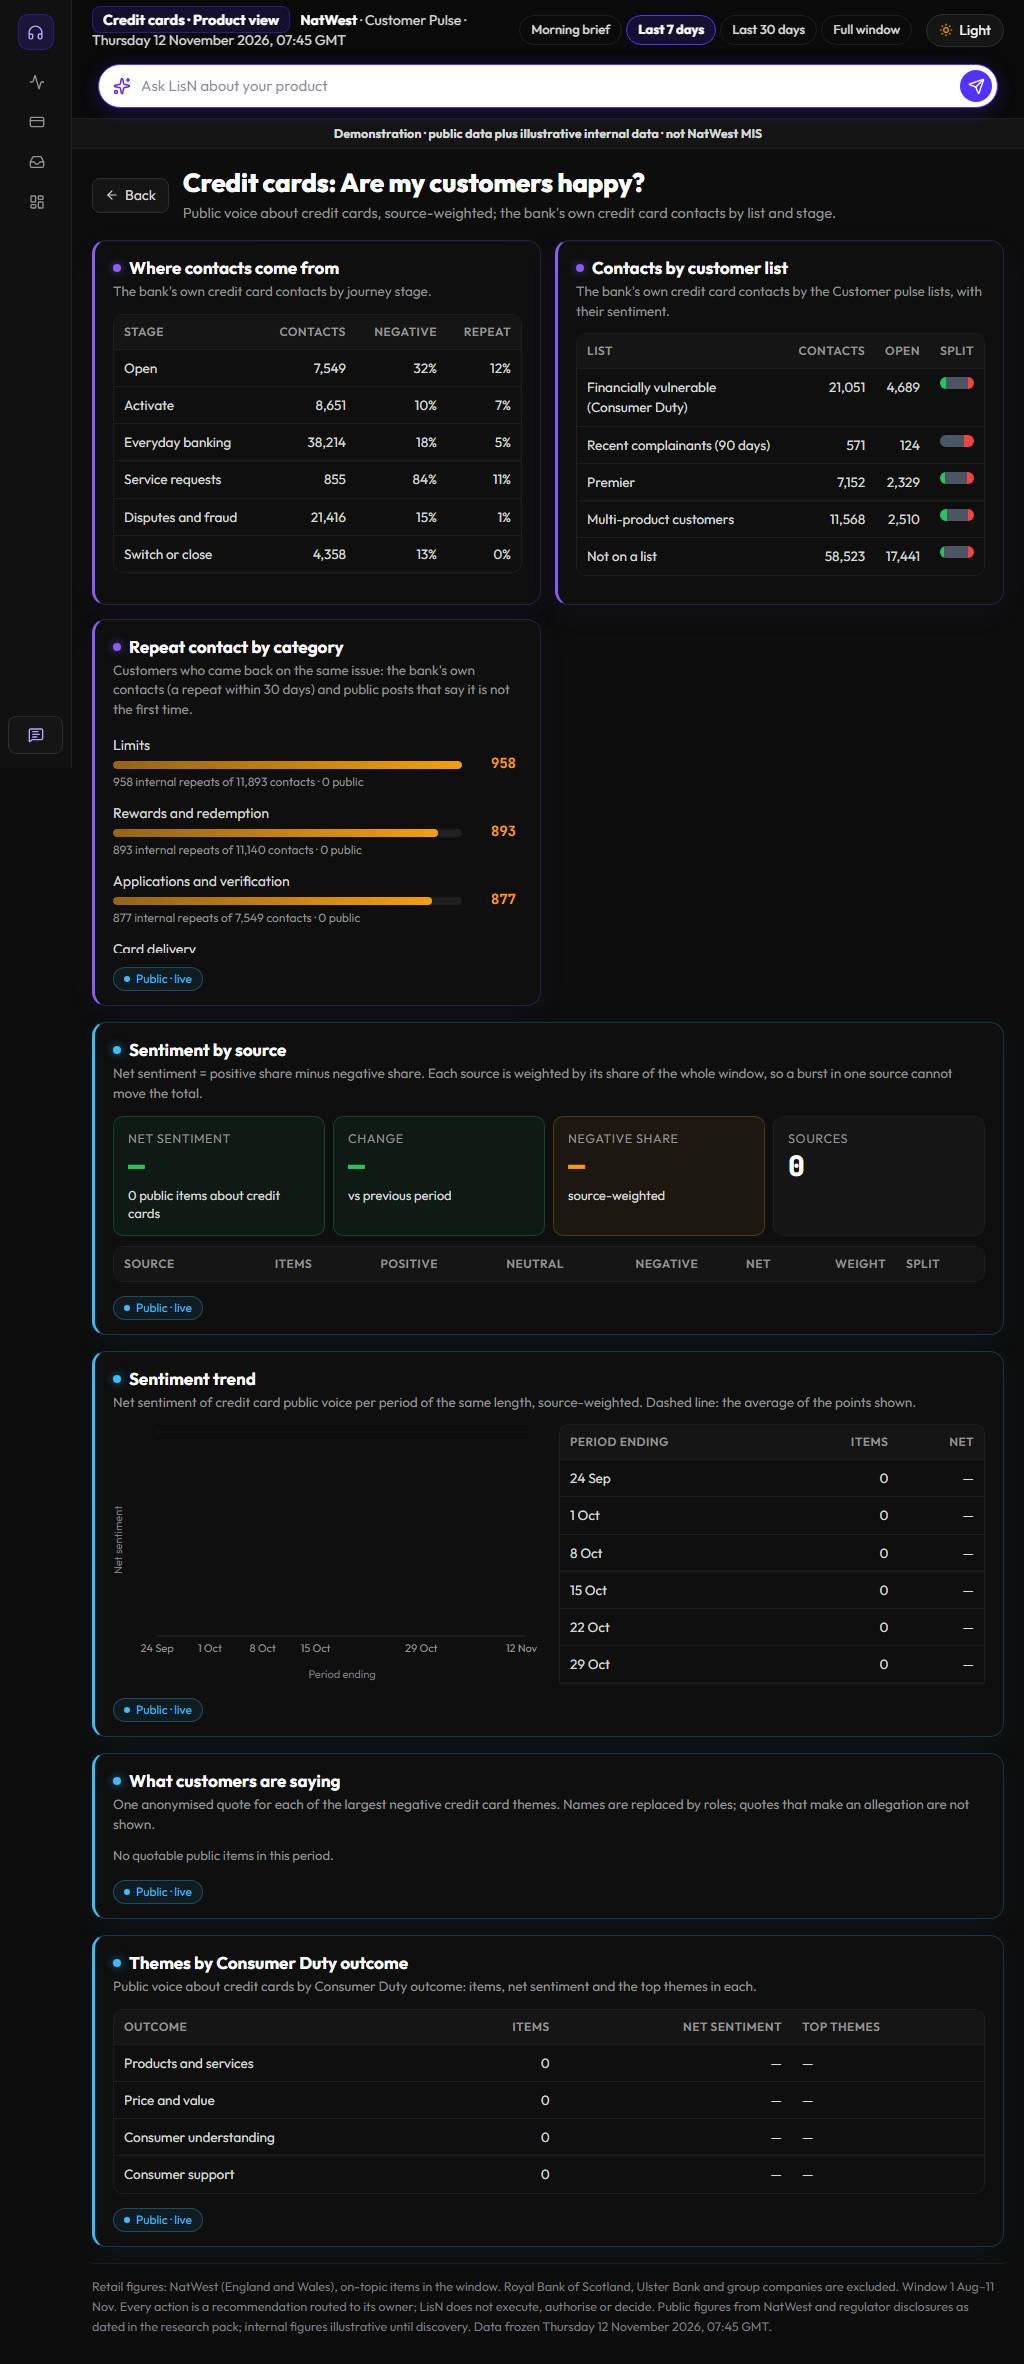 Credit cards · Product view NatWest · Customer Pulse ·
Thursday 12 November 2026, 07:45 GMT
Morning brief
Last 7 days
Last 30 days
Full window
Light
Ask LisN about your product
Demonstration · public data plus illustrative internal data · not NatWest MIS
Back
Credit cards: Are my customers happy?
Public voice about credit cards, source-weighted; the bank's own credit card contacts by list and stage.
Where contacts come from
The bank's own credit card contacts by journey stage.
STAGE CONTACTS NEGATIVE REPEAT
Open 7,549 32% 12%
Activate 8,651 10% 7%
Everyday banking 38,214 18% 5%
Service requests 855 84% 11%
Disputes and fraud 21,416 15% 1%
Switch or close 4,358 13% 0%
Contacts by customer list
The bank's own credit card contacts by the Customer pulse lists, with
their sentiment.
LIST CONTACTS OPEN SPLIT
Financially vulnerable 21,051 4,689
(Consumer Duty)
Recent complainants (90 days) 571 124
Premier 7,152 2,329
Multi-product customers 11,568 2,510
Not on a list 58,523 17,441
Repeat contact by category
Customers who came back on the same issue: the bank's own
contacts (a repeat within 30 days) and public posts that say it is not
the first time.
Limits
958
958 internal repeats of 11,893 contacts · 0 public
Rewards and redemption
893
893 internal repeats of 11,140 contacts · 0 public
Applications and verification
877
877 internal repeats of 7,549 contacts · 0 public
Card delivery
Public · live
Sentiment by source
Net sentiment = positive share minus negative share. Each source is weighted by its share of the whole window, so a burst in one source cannot
move the total.
NET SENTIMENT
—
0 public items about credit
cards
CHANGE
—
vs previous period
NEGATIVE SHARE
—
source-weighted
SOURCES
0
SOURCE ITEMS POSITIVE NEUTRAL NEGATIVE NET WEIGHT SPLIT
Public · live
Sentiment trend
Net sentiment of credit card public voice per period of the same length, source-weighted. Dashed line: the average of the points shown.
Net sentiment
24 Sep 1 Oct 8 Oct 15 Oct 29 Oct 12 Nov
Period ending
PERIOD ENDING ITEMS NET
24 Sep 0 —
1 Oct 0 —
8 Oct 0 —
15 Oct 0 —
22 Oct 0 —
29 Oct 0 —
Public · live
What customers are saying
One anonymised quote for each of the largest negative credit card themes. Names are replaced by roles; quotes that make an allegation are not
shown.
No quotable public items in this period.
Public · live
Themes by Consumer Duty outcome
Public voice about credit cards by Consumer Duty outcome: items, net sentiment and the top themes in each.
OUTCOME ITEMS NET SENTIMENT TOP THEMES
Products and services 0 — —
Price and value 0 — —
Consumer understanding 0 — —
Consumer support 0 — —
Public · live
Retail figures: NatWest (England and Wales), on-topic items in the window. Royal Bank of Scotland, Ulster Bank and group companies are excluded. Window 1 Aug–11
Nov. Every action is a recommendation routed to its owner; LisN does not execute, authorise or decide. Public figures from NatWest and regulator disclosures as
dated in the research pack; internal figures illustrative until discovery. Data frozen Thursday 12 November 2026, 07:45 GMT.